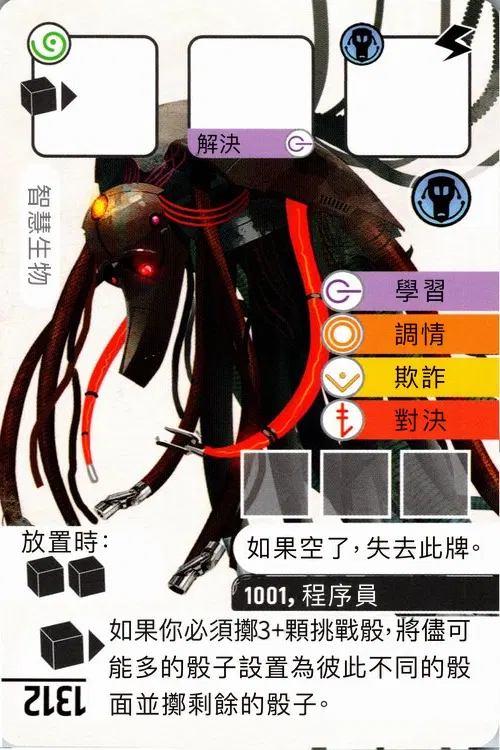 解決
智慧生物
學習
調情
欺詐
對決
放置時：
如果空了，失去此牌。
1001, 程序員
如果你必須擲3+顆挑戰骰，將儘可
能多的骰子設置為彼此不同的骰
面並擲剩餘的骰子。
1312